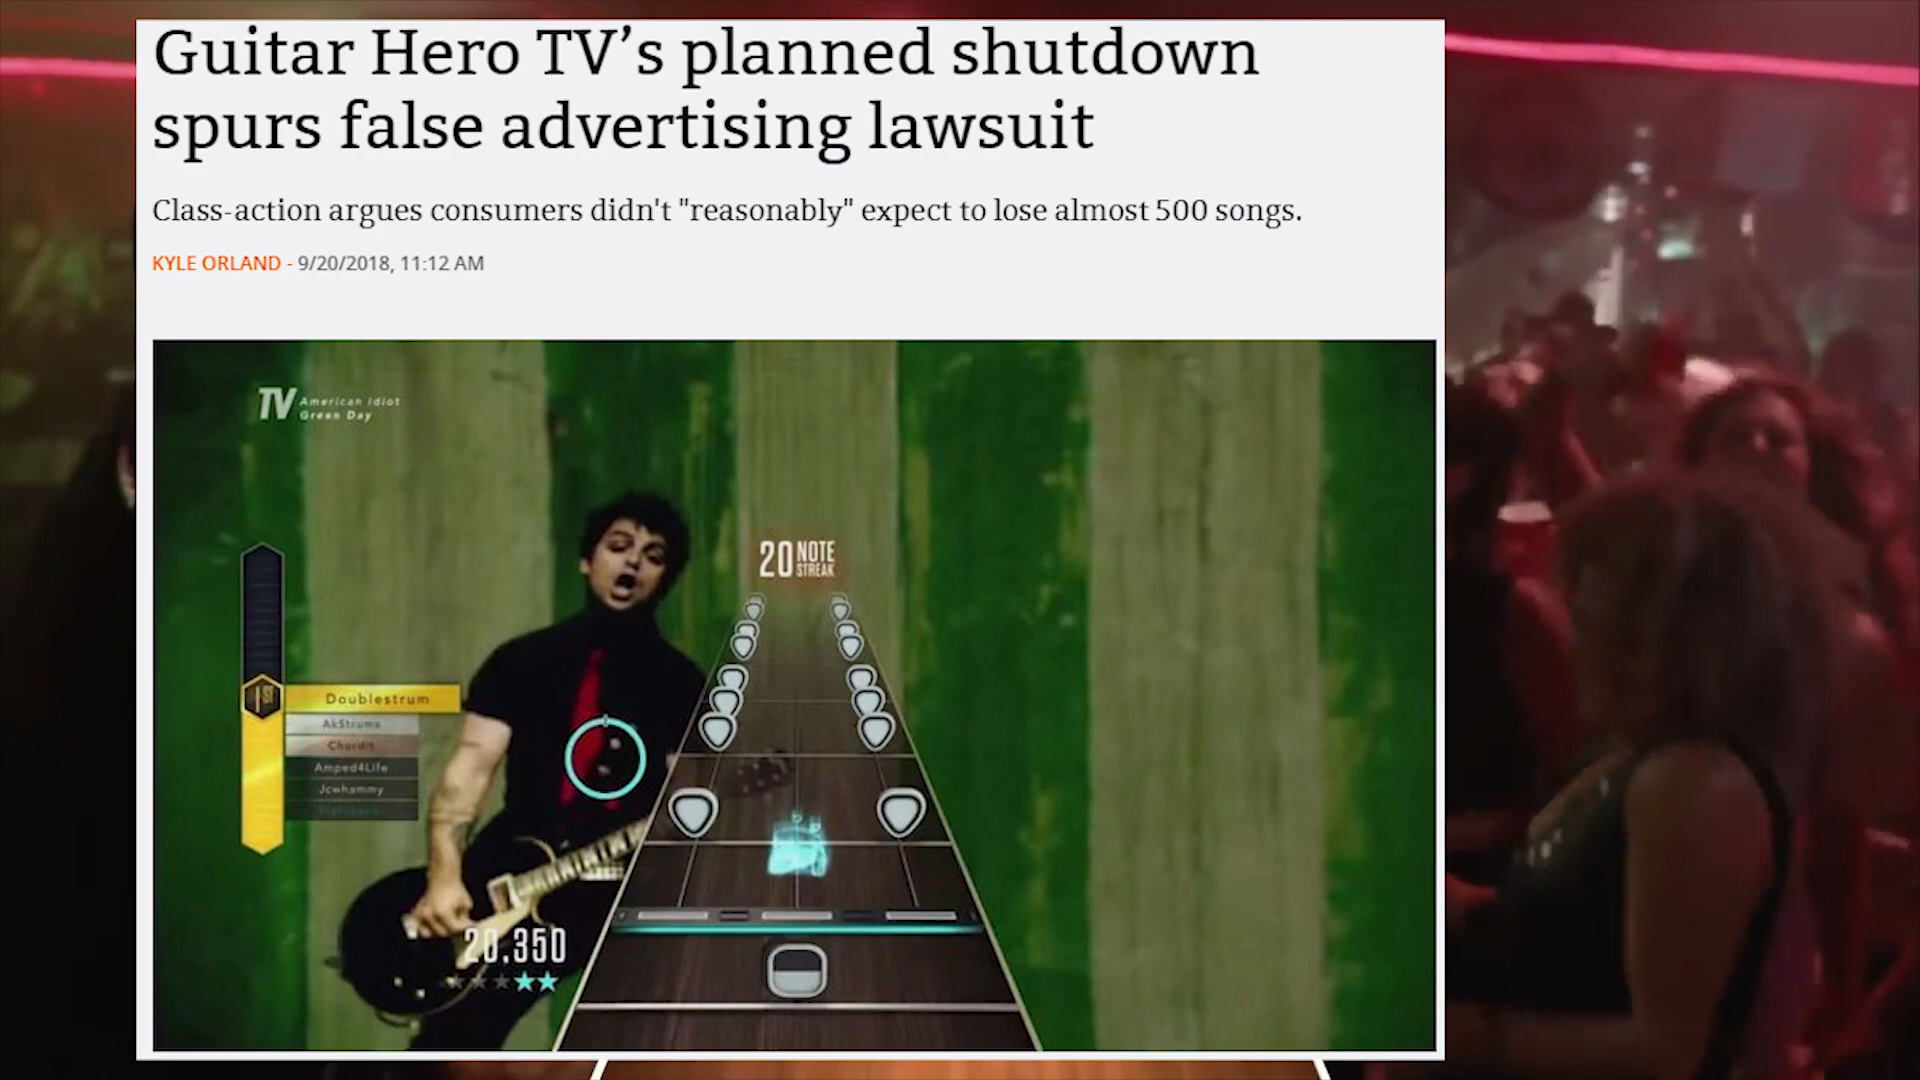 Guitar Hero TV’s planned shutdown
spurs false advertising lawsuit
Class-action argues consumers didn't "reasonably" expect to lose almost 500 songs.
KYLE ORLAND - 9/20/2018, 11:12 AM
TV American Idiot
Green Day
20 NOTE
STREAK
1ST
Doublestrum
AkStrums
Chordit
Amped4Life
Jcwhammy
20,350